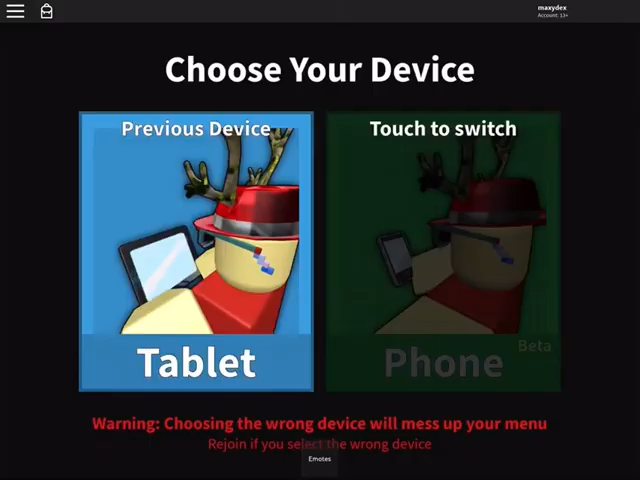 maxydex
Account: 13+
Choose Your Device
Previous Device
Touch to switch
Tablet
Phone
Beta
Warning: Choosing the wrong device will mess up your menu
Rejoin if you select the wrong device
Emotes